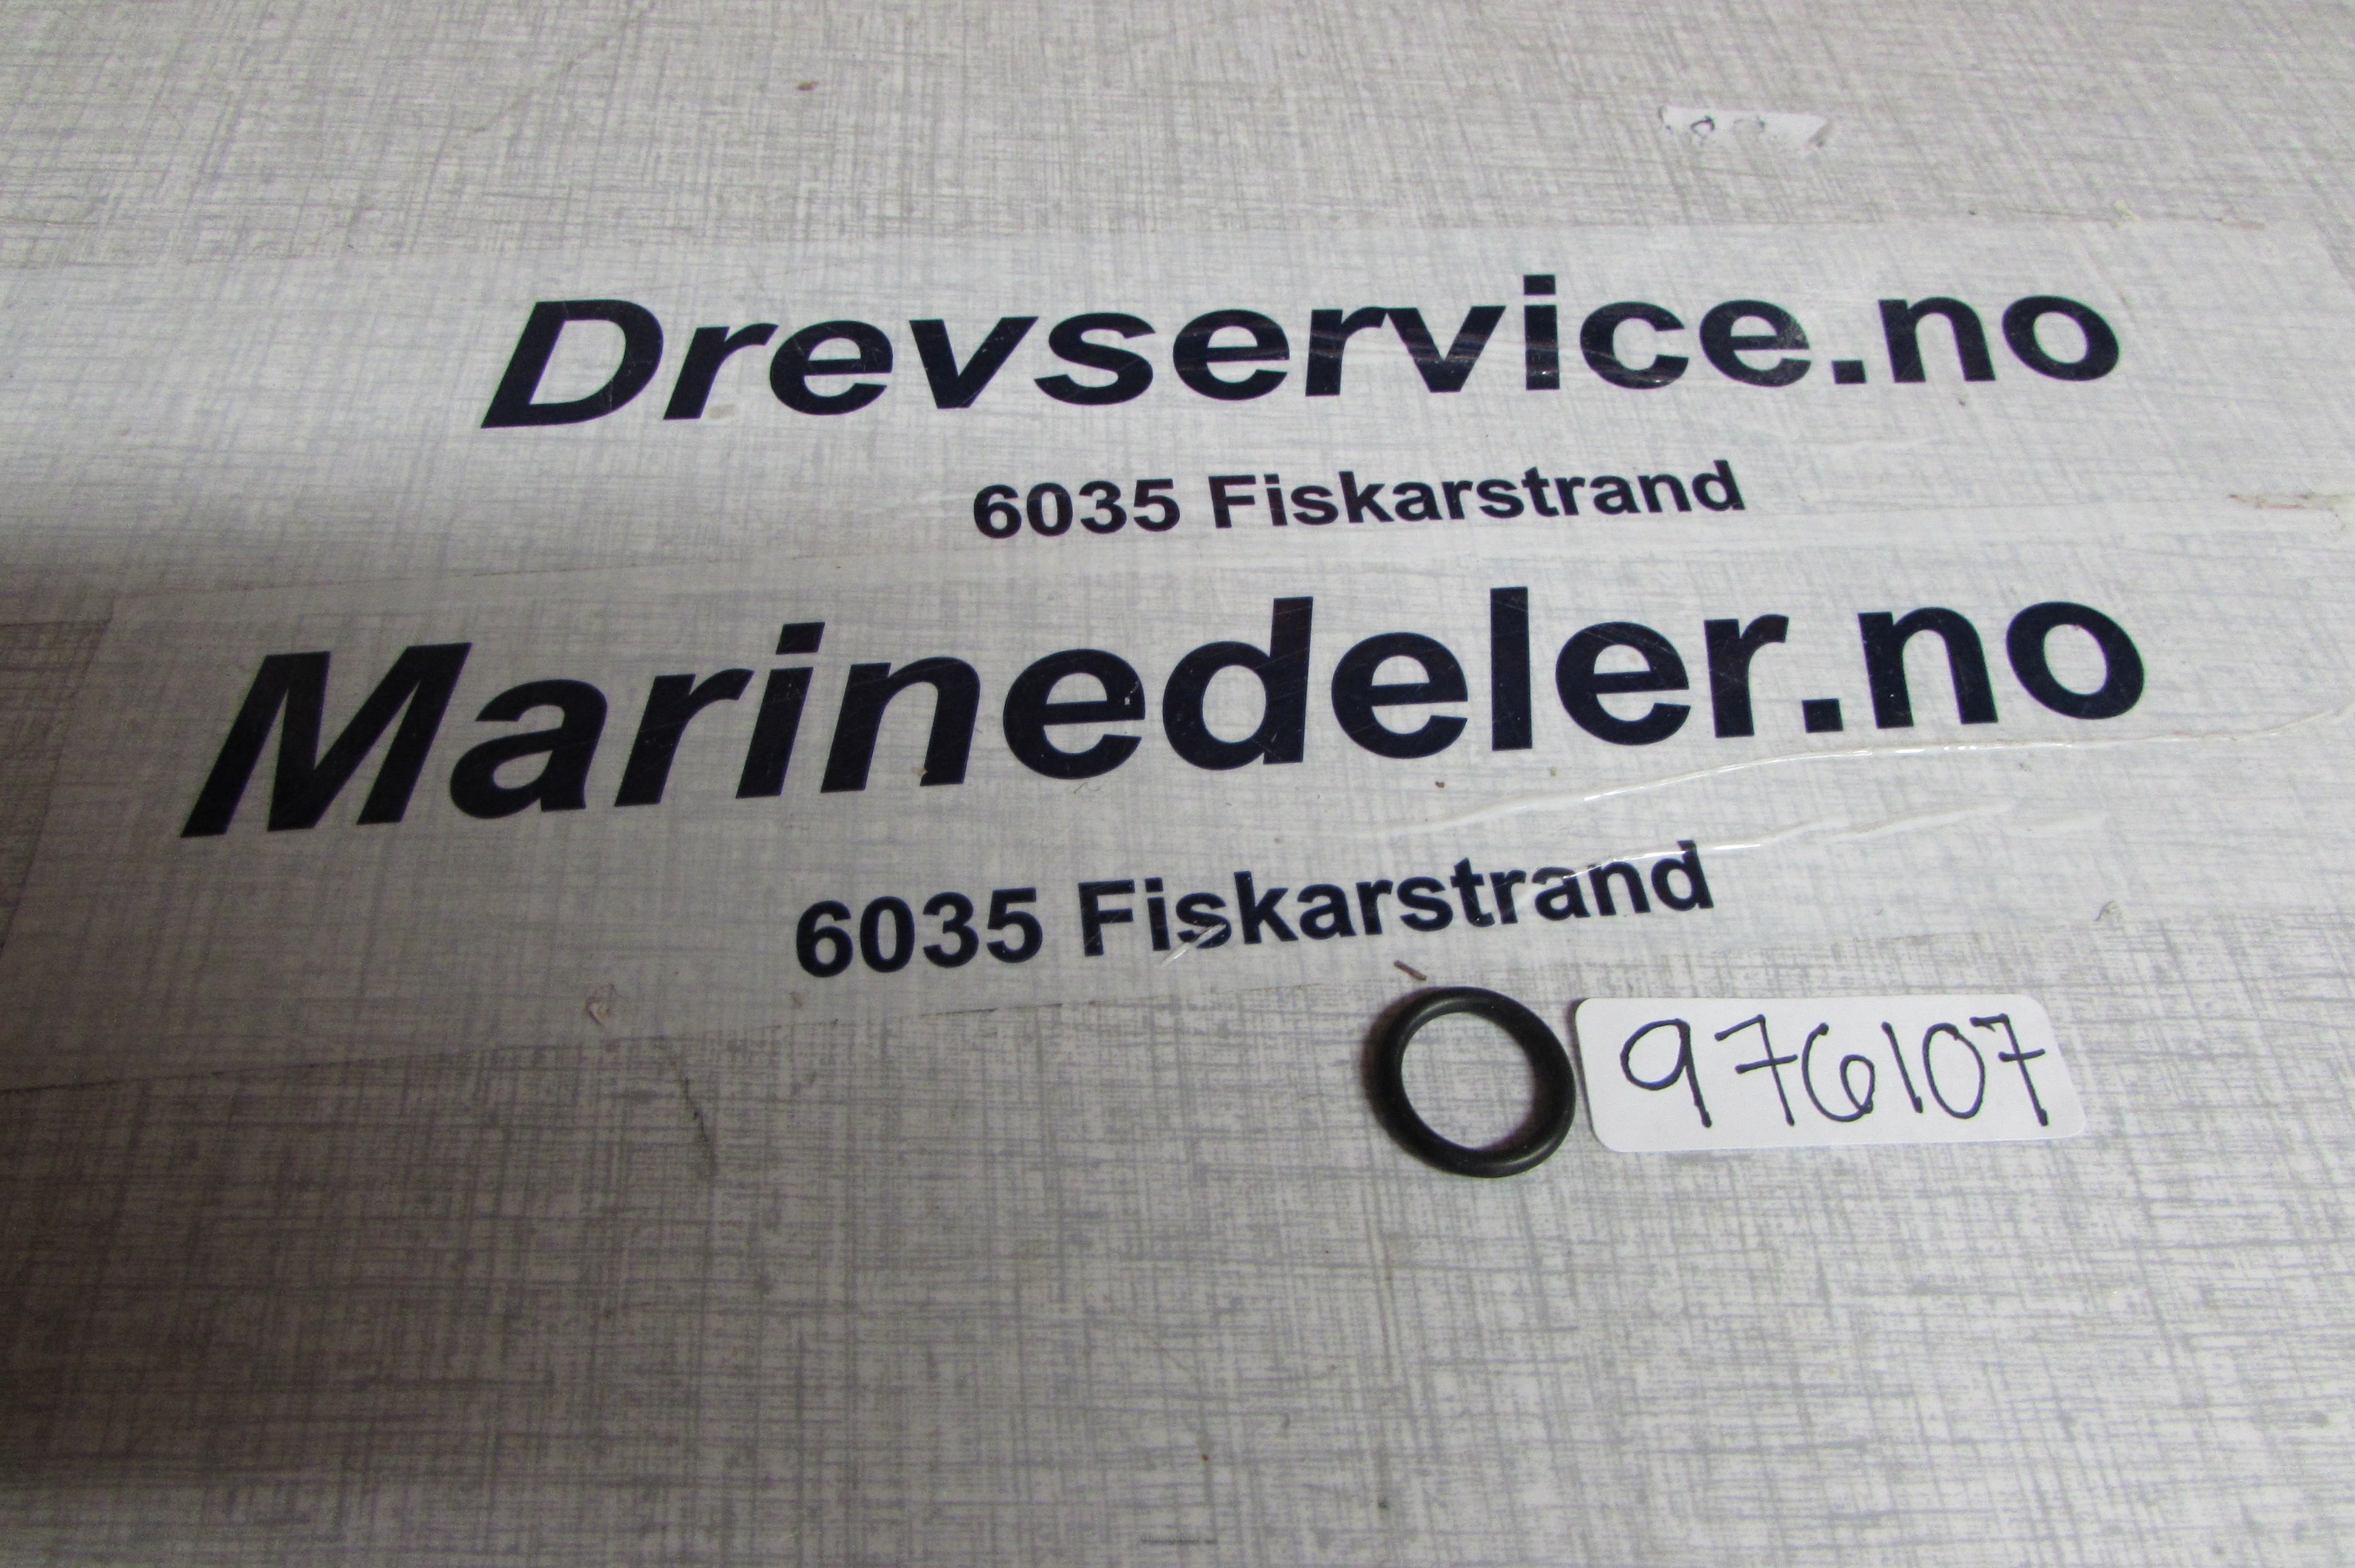 Drevservice.no
6035 Fiskarstrand
Marinedeler.no
6035 Fiskarstrand
976107